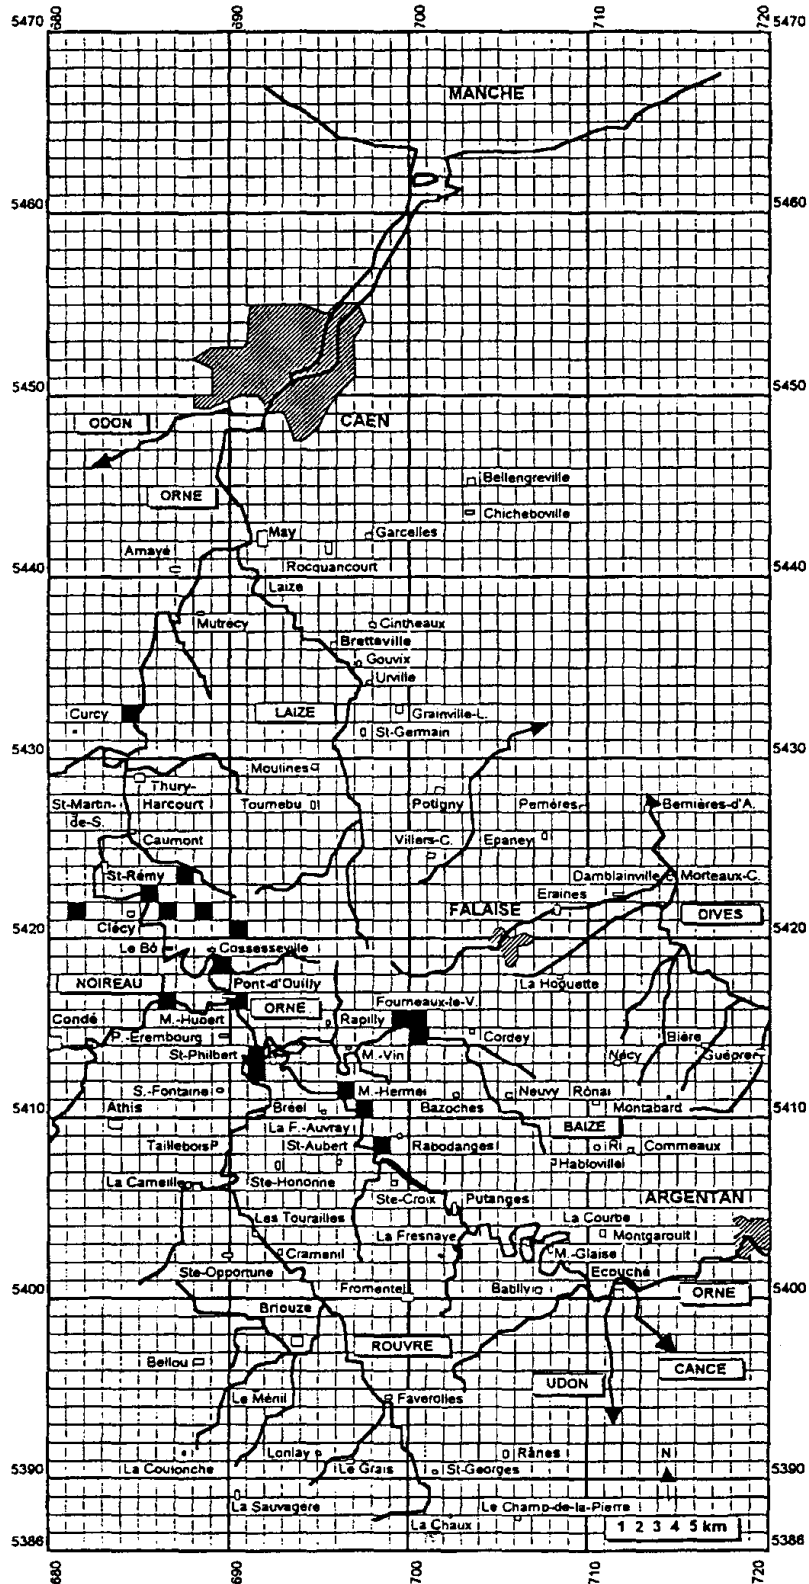 680 690 700 710 720
5470 5470
MANCHE
5460 5460
5450 5450
ODON CAEN
Bellengreville
ORNE
Chicheboville
May Garcelles
Amayé
Rocquancourt
5440 5440
Laize
Mutrécy Cintheaux
Bretteville
Gouvix
Urville
Curcy LAIZE Grainville-L.
St-Germain
5430 5430
Moulines
Thury-
St-Martin- Harcourt Tournebu Potigny Perrières Bernières-d'A.
de-S.
Caumont Villers-C. Epaney
St-Rémy Damblainville Morteaux-C.
Eraines
FALAISE DIVES
5420 Clécy 5420
Le Bô Cossesseville
NOIREAU Pont-d'Ouilly La Hoguette
ORNE Fourneaux-le-V.
Condé M.-Hubert Rapilly
P.-Erembourg Cordey Bière
St-Philbert M.-Vin Nécy Guêprei
S.-Fontaine M.-Hermei Neuvy Rônai
5410 Athis Bréel Bazoches Montabard 5410
La F.-Auvray BAIZE
Taillebois St-Aubert Rabodanges Ri Commeaux
Habloville
La Carneille Ste-Honorine
Ste-Croix Putanges ARGENTAN
Les Tourailles La Courbe
La Fresnaye Montgaroult
Cramenil M.-Glaise
Ste-Opportune Ecouché
5400 Fromentel Batilly ORNE 5400
Briouze
ROUVRE
Bellou CANCE
UDON
Le Ménil Faverolles
Lonlay Rânes N
La Coulonche Le Grais St-Georges
5390 5390
La Sauvagère Le Champ-de-la-Pierre
La Chaux 1 2 3 4 5 km
5386 5386
680 690 700 710 720